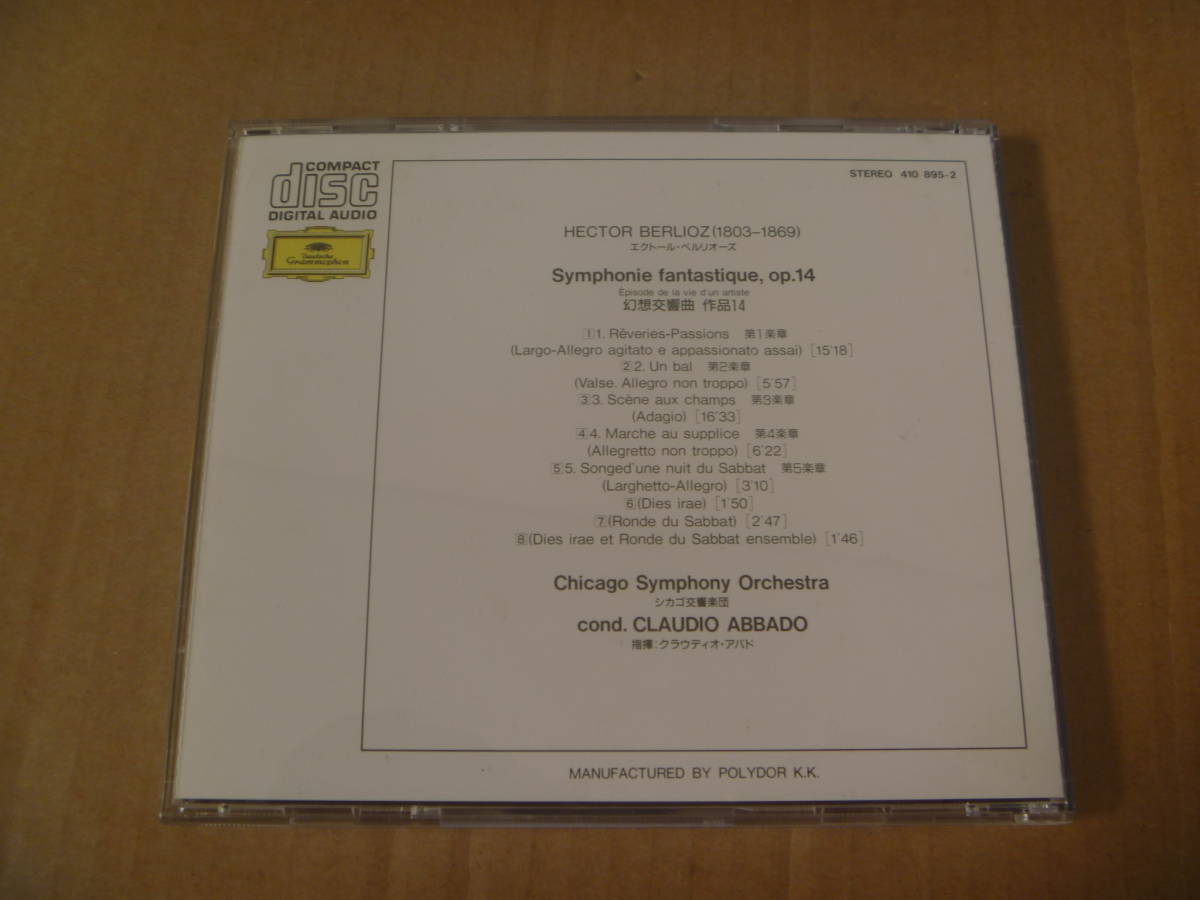 COMPACT
disc
DIGITAL AUDIO
Deutsche
Grammophon
STEREO 410 895-2
HECTOR BERLIOZ(1803–1869)
エクトール・ベルリオーズ
Symphonie fantastique, op.14
Épisode de la vie d'un artiste
幻想交響曲 作品14
1 1. Rêveries-Passions 第1楽章
(Largo-Allegro agitato e appassionato assai) [15'18]
2 2. Un bal 第2楽章
(Valse. Allegro non troppo) [5'57]
3 3. Scène aux champs 第3楽章
(Adagio) [16'33]
4 4. Marche au supplice 第4楽章
(Allegretto non troppo) [6'22]
5 5. Songed'une nuit du Sabbat 第5楽章
(Larghetto-Allegro) [3'10]
6 (Dies irae) [1'50]
7 (Ronde du Sabbat) [2'47]
8 (Dies irae et Ronde du Sabbat ensemble) [1'46]
Chicago Symphony Orchestra
シカゴ交響楽団
cond. CLAUDIO ABBADO
指揮:クラウディオ・アバド
MANUFACTURED BY POLYDOR K.K.